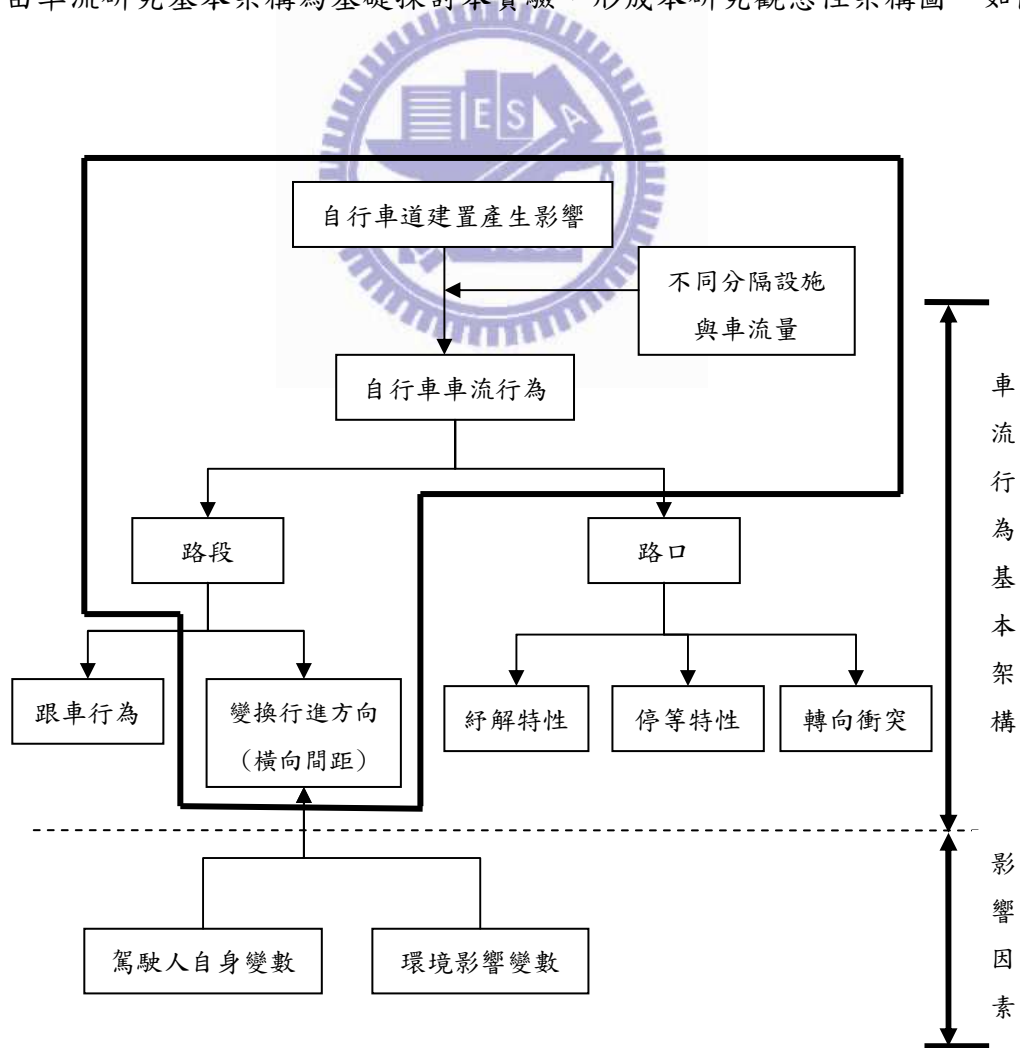 由車流研究基本架構為基礎探討本實驗，形成本研究觀念性架構圖，如
E S A
自行車道建置產生影響
不同分隔設施
與車流量
自行車車流行為
路段
路口
跟車行為
變換行進方向
(橫向間距)
紓解特性
停等特性
轉向衝突
車流行為基本架構
駕駛人自身變數
環境影響變數
影響因素